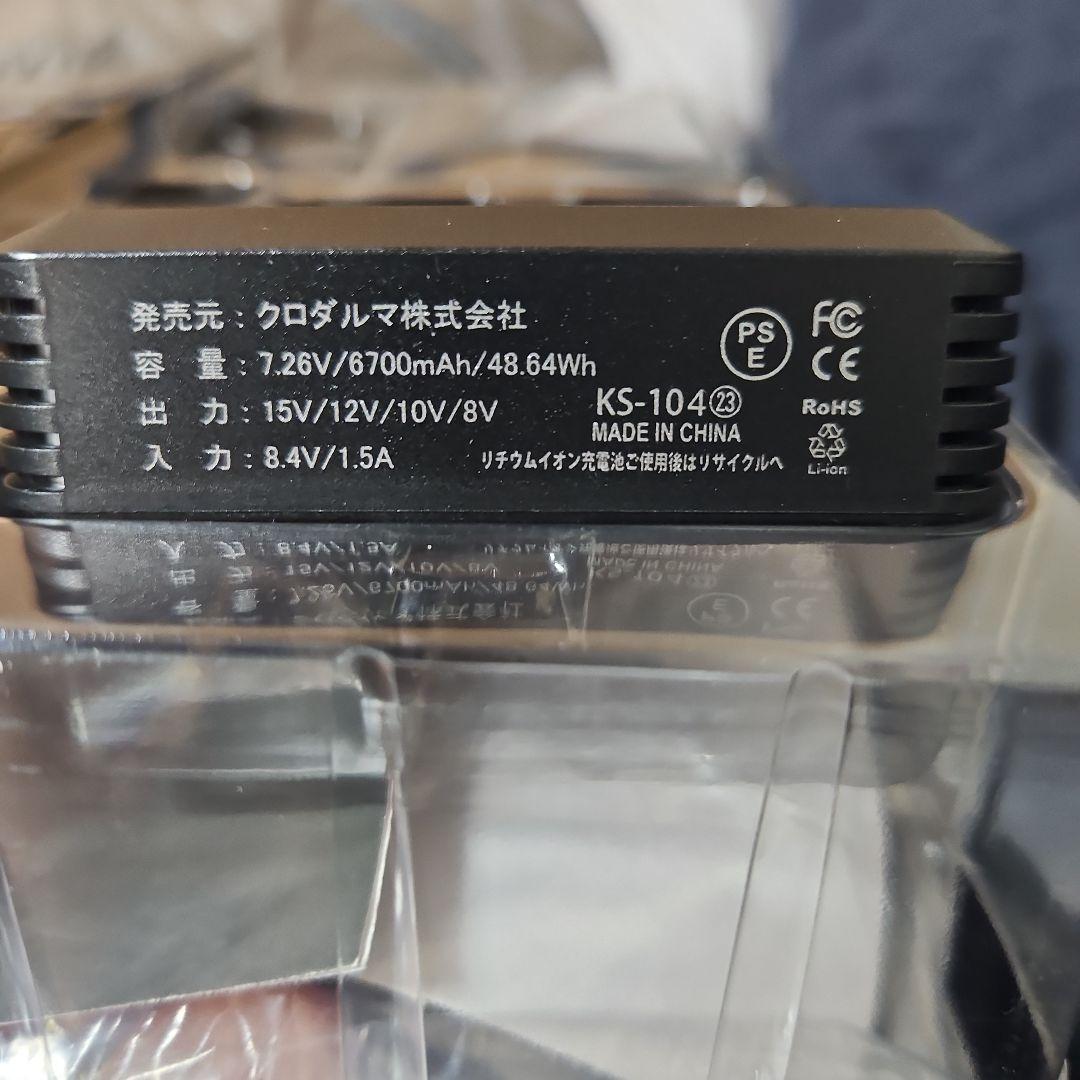 発売元：クロダルマ株式会社
容　量：7.26V/6700mAh/48.64Wh
出　力：15V/12V/10V/8V
入　力：8.4V/1.5A
KS-104㉓
MADE IN CHINA
リチウムイオン充電池ご使用後はリサイクルへ
PS
E
FC
CE
RoHS
Li-ion